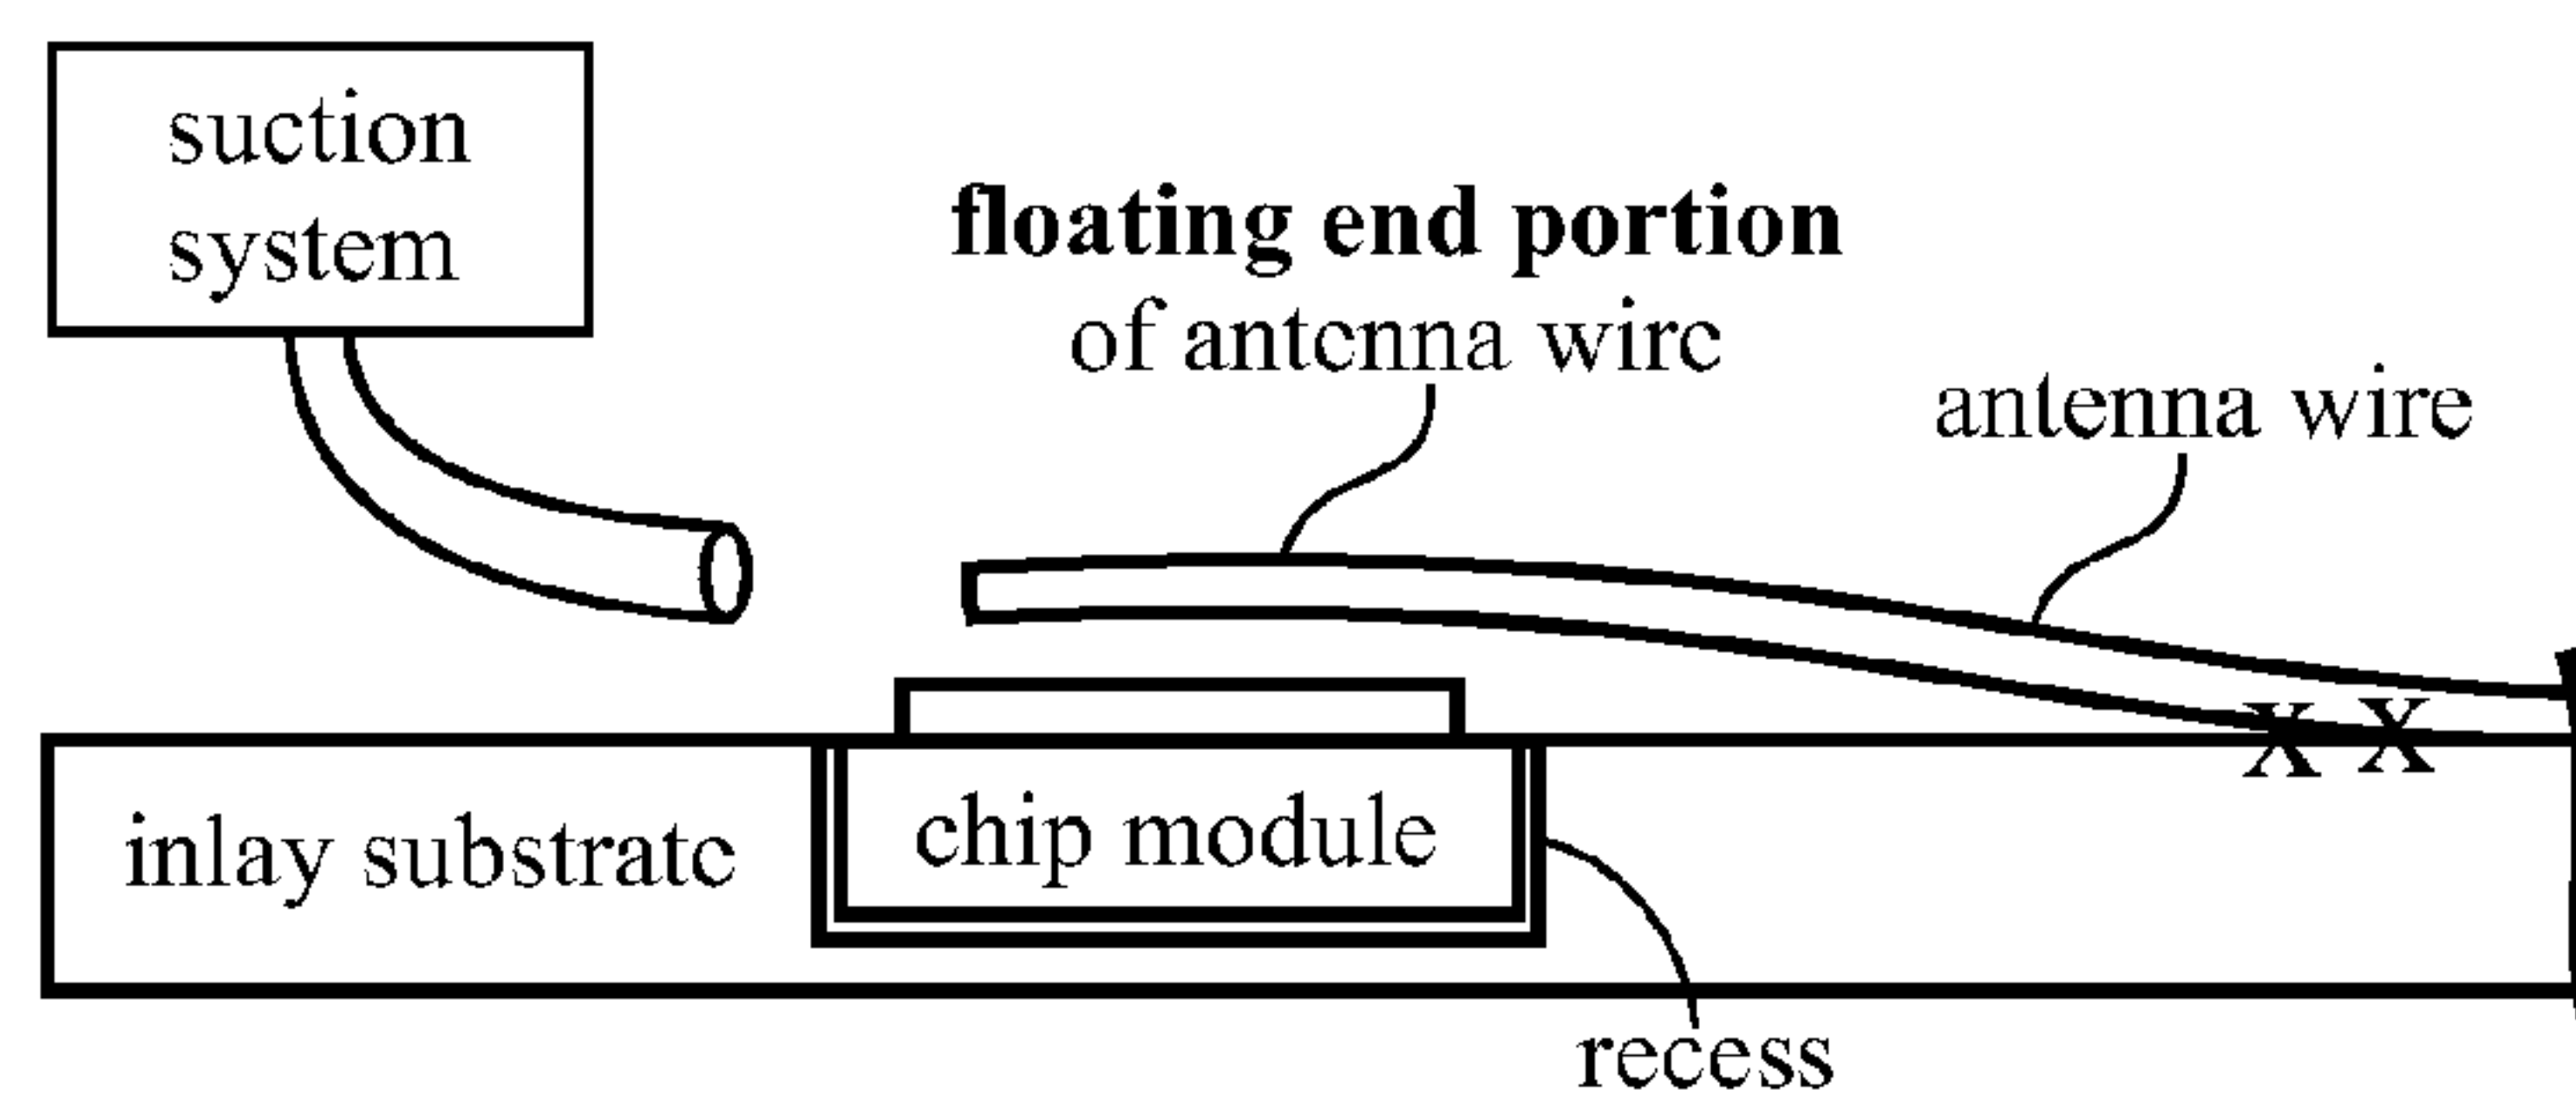 suction
system
floating end portion
of antenna wire
antenna wire
inlay substrate
chip module
recess
X X